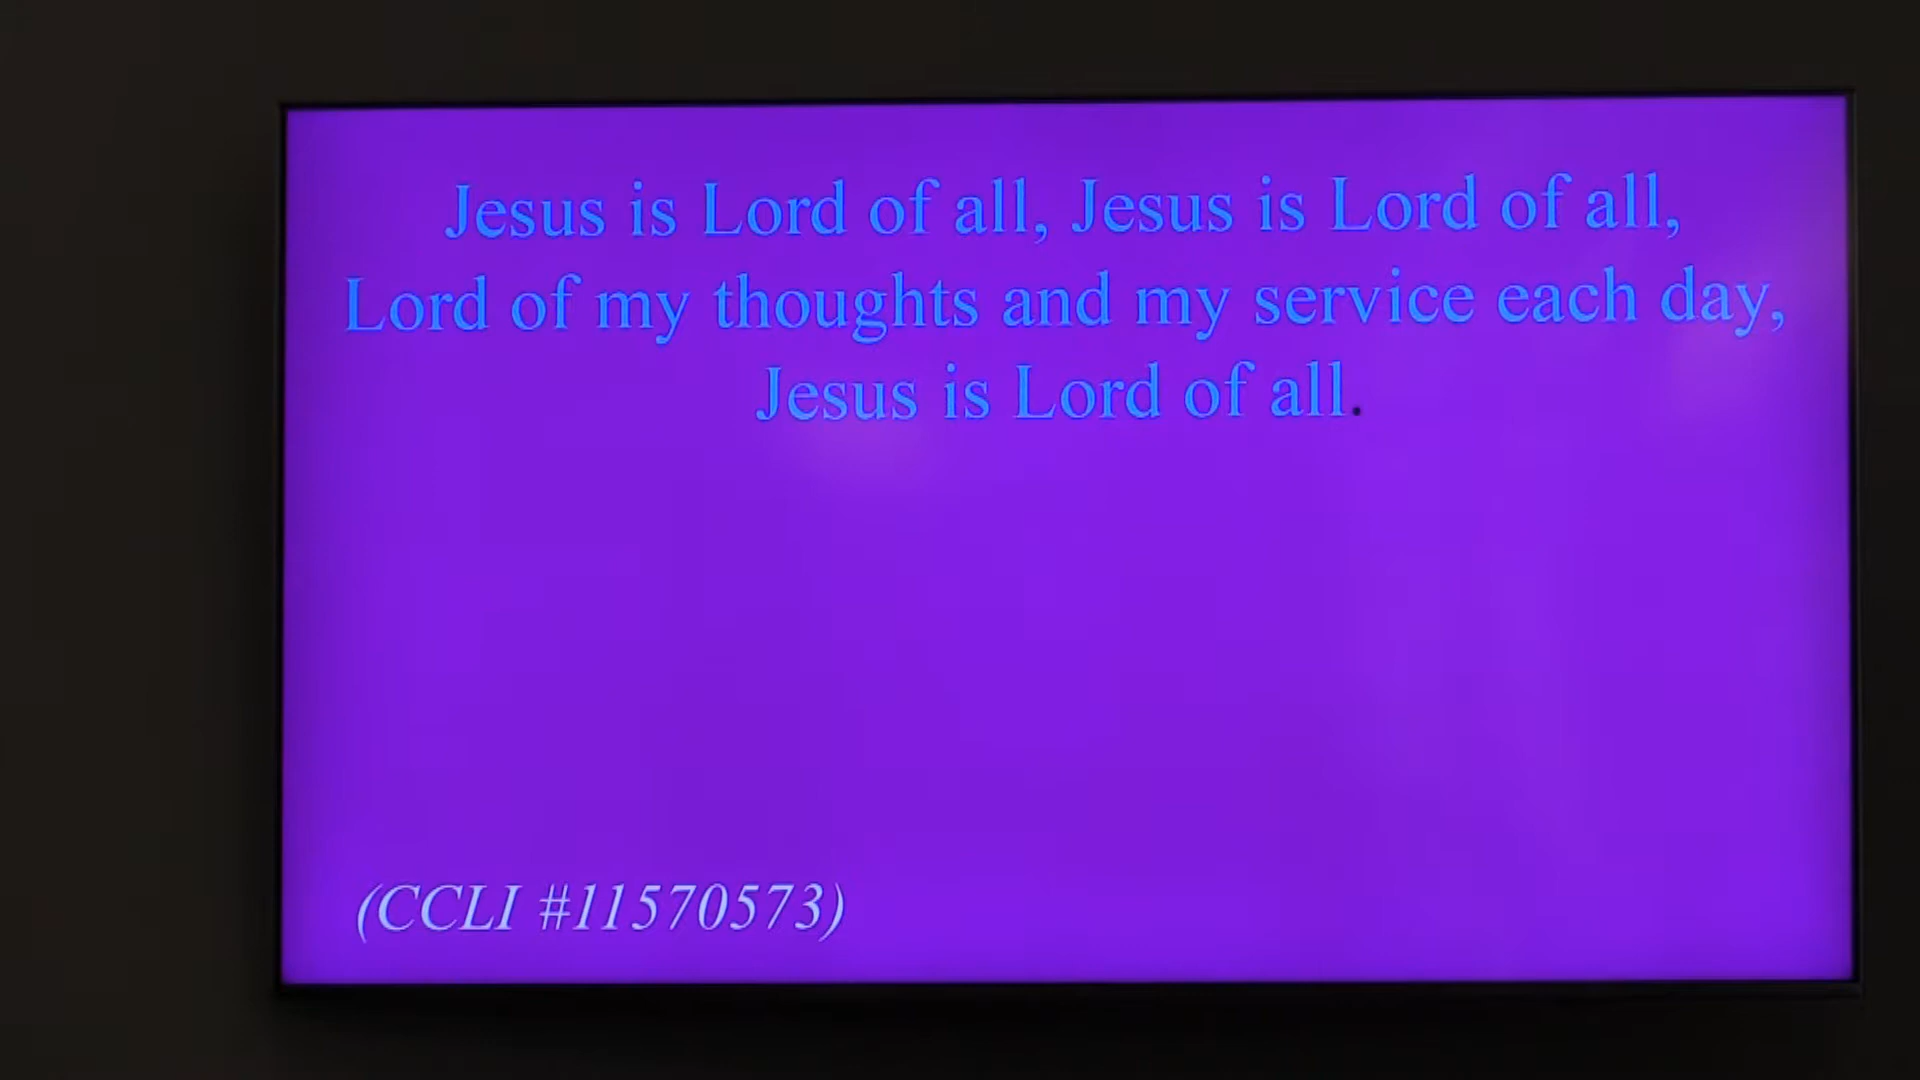 Jesus is Lord of all, Jesus is Lord of all,
Lord of my thoughts and my service each day,
Jesus is Lord of all.
(CCLI #11570573)